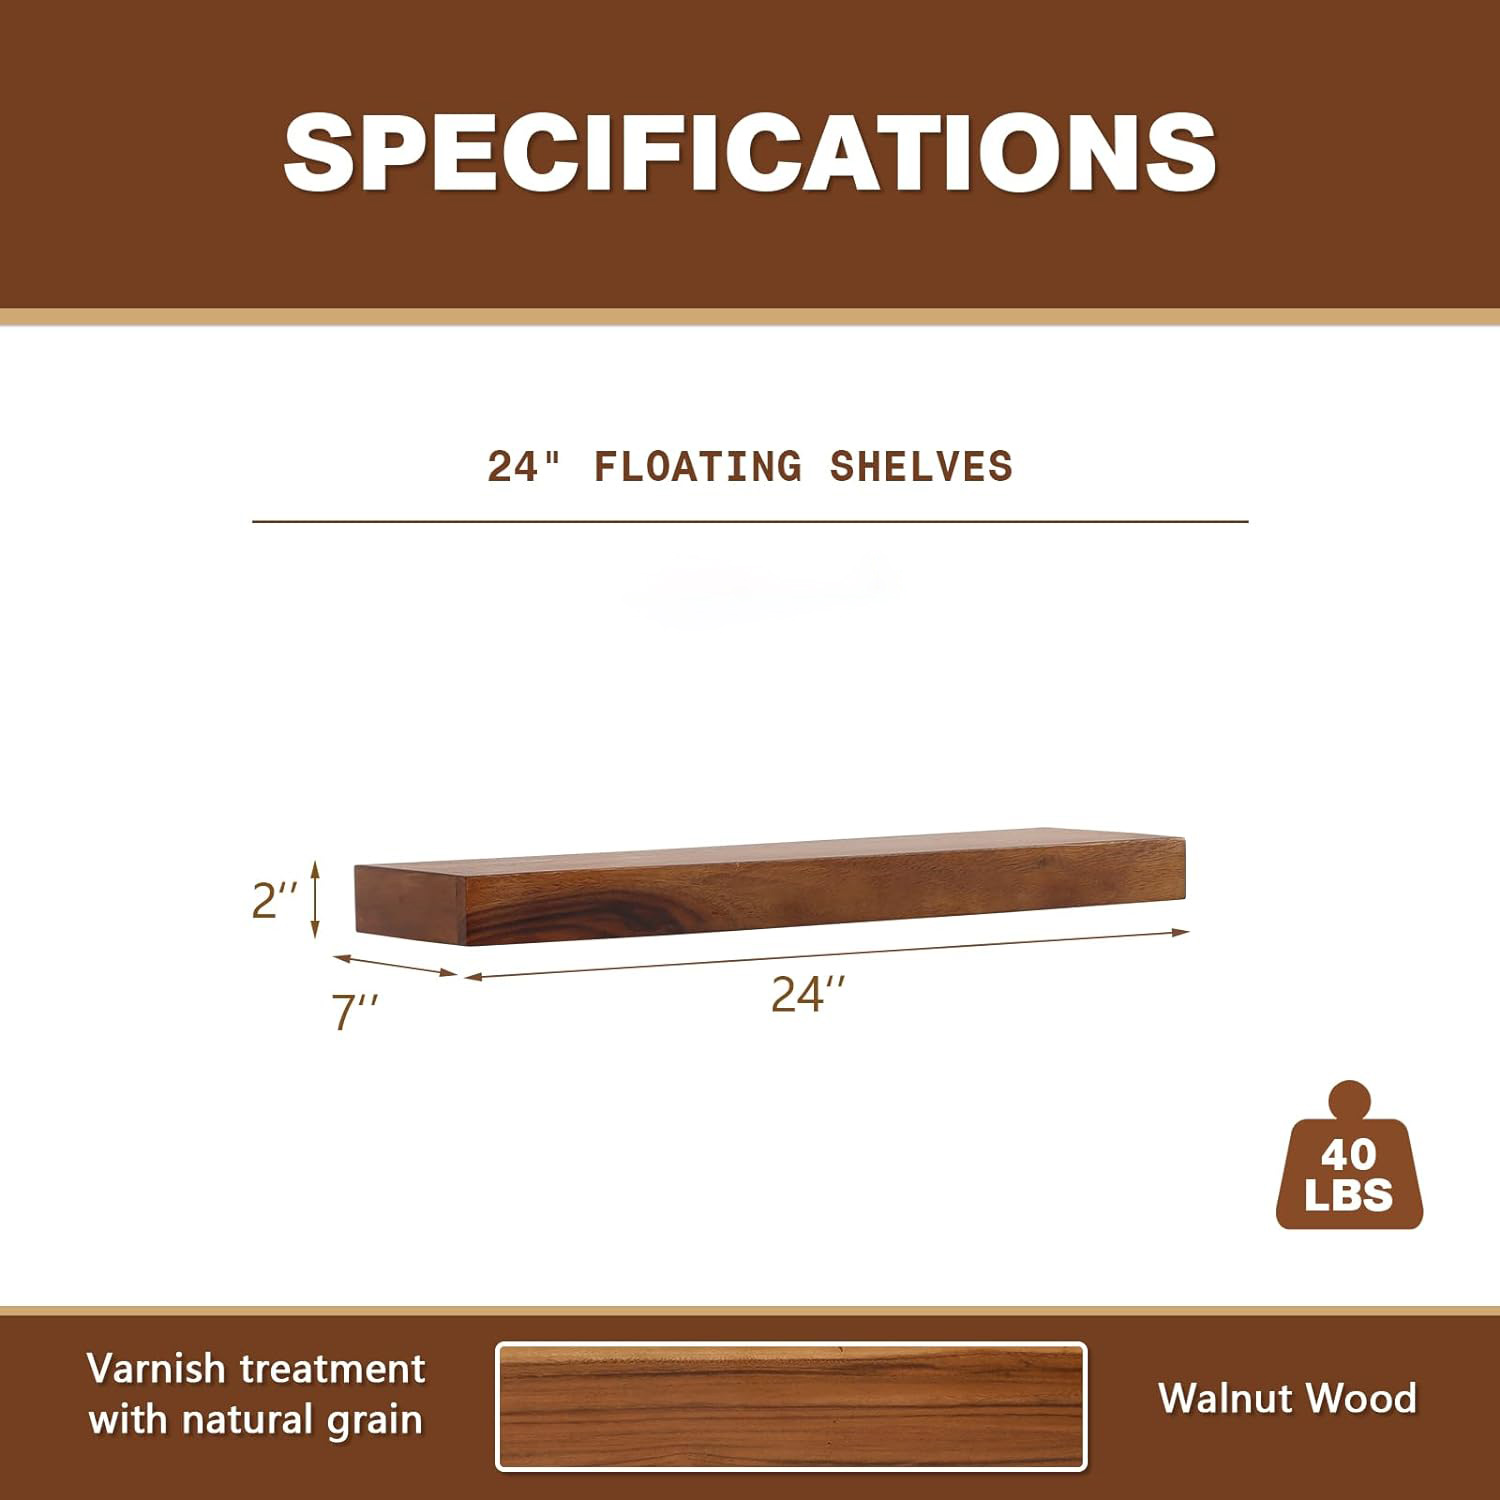 SPECIFICATIONS
24" FLOATING SHELVES
2''
7''
24''
40
LBS
Varnish treatment
with natural grain
Walnut Wood